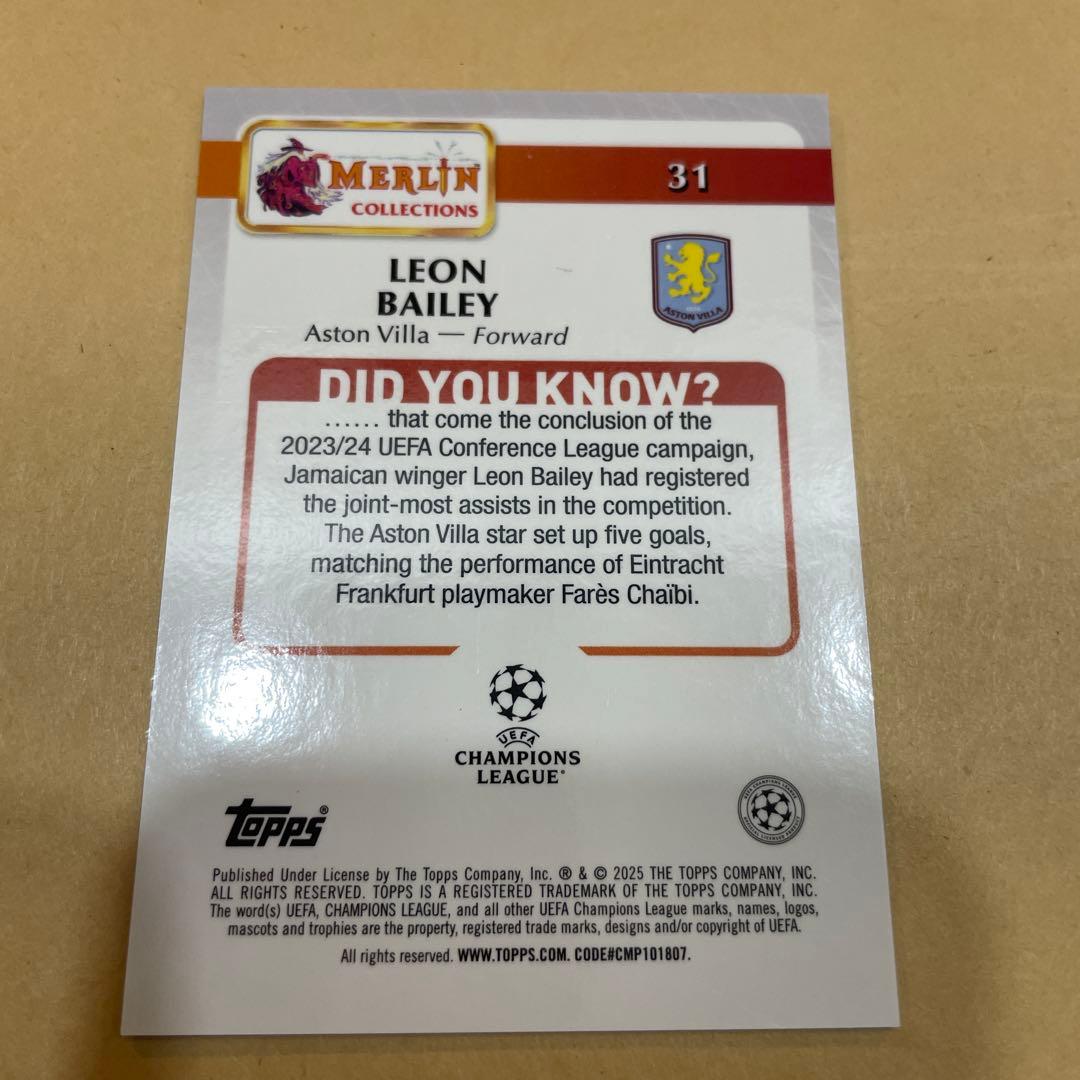 MERLIN
COLLECTIONS
31
LEON
BAILEY
Aston Villa — Forward
ASTON VILLA
DID YOU KNOW?
...... that come the conclusion of the
2023/24 UEFA Conference League campaign,
Jamaican winger Leon Bailey had registered
the joint-most assists in the competition.
The Aston Villa star set up five goals,
matching the performance of Eintracht
Frankfurt playmaker Farès Chaïbi.
UEFA
CHAMPIONS
LEAGUE®
topps®
UEFA CHAMPIONS LEAGUE
OFFICIAL LICENSED PRODUCT
Published Under License by The Topps Company, Inc. ® & © 2025 THE TOPPS COMPANY, INC.
ALL RIGHTS RESERVED. TOPPS IS A REGISTERED TRADEMARK OF THE TOPPS COMPANY, INC.
The word(s) UEFA, CHAMPIONS LEAGUE, and all other UEFA Champions League marks, names, logos,
mascots and trophies are the property, registered trade marks, designs and/or copyright of UEFA.
All rights reserved. WWW.TOPPS.COM. CODE#CMP101807.